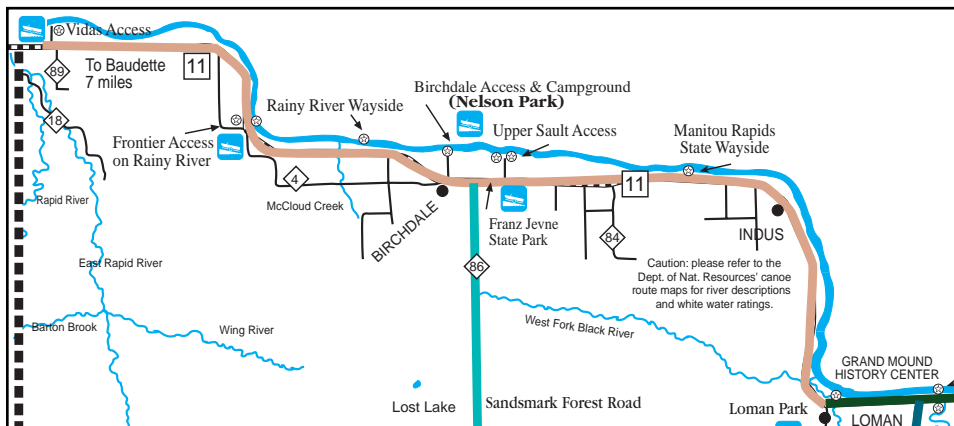 Vidas Access
To Baudette
7 miles
89
11
18
Frontier Access
on Rainy River
Rainy River Wayside
Birchdale Access & Campground
(Nelson Park)
Upper Sault Access
Manitou Rapids
State Wayside
4
McCloud Creek
BIRCHDALE
Franz Jevne
State Park
11
84
INDUS
86
Caution: please refer to the
Dept. of Nat. Resources' canoe
route maps for river descriptions
and white water ratings.
Rapid River
East Rapid River
Barton Brook
Wing River
West Fork Black River
GRAND MOUND
HISTORY CENTER
Lost Lake
Sandsmark Forest Road
Loman Park
LOMAN